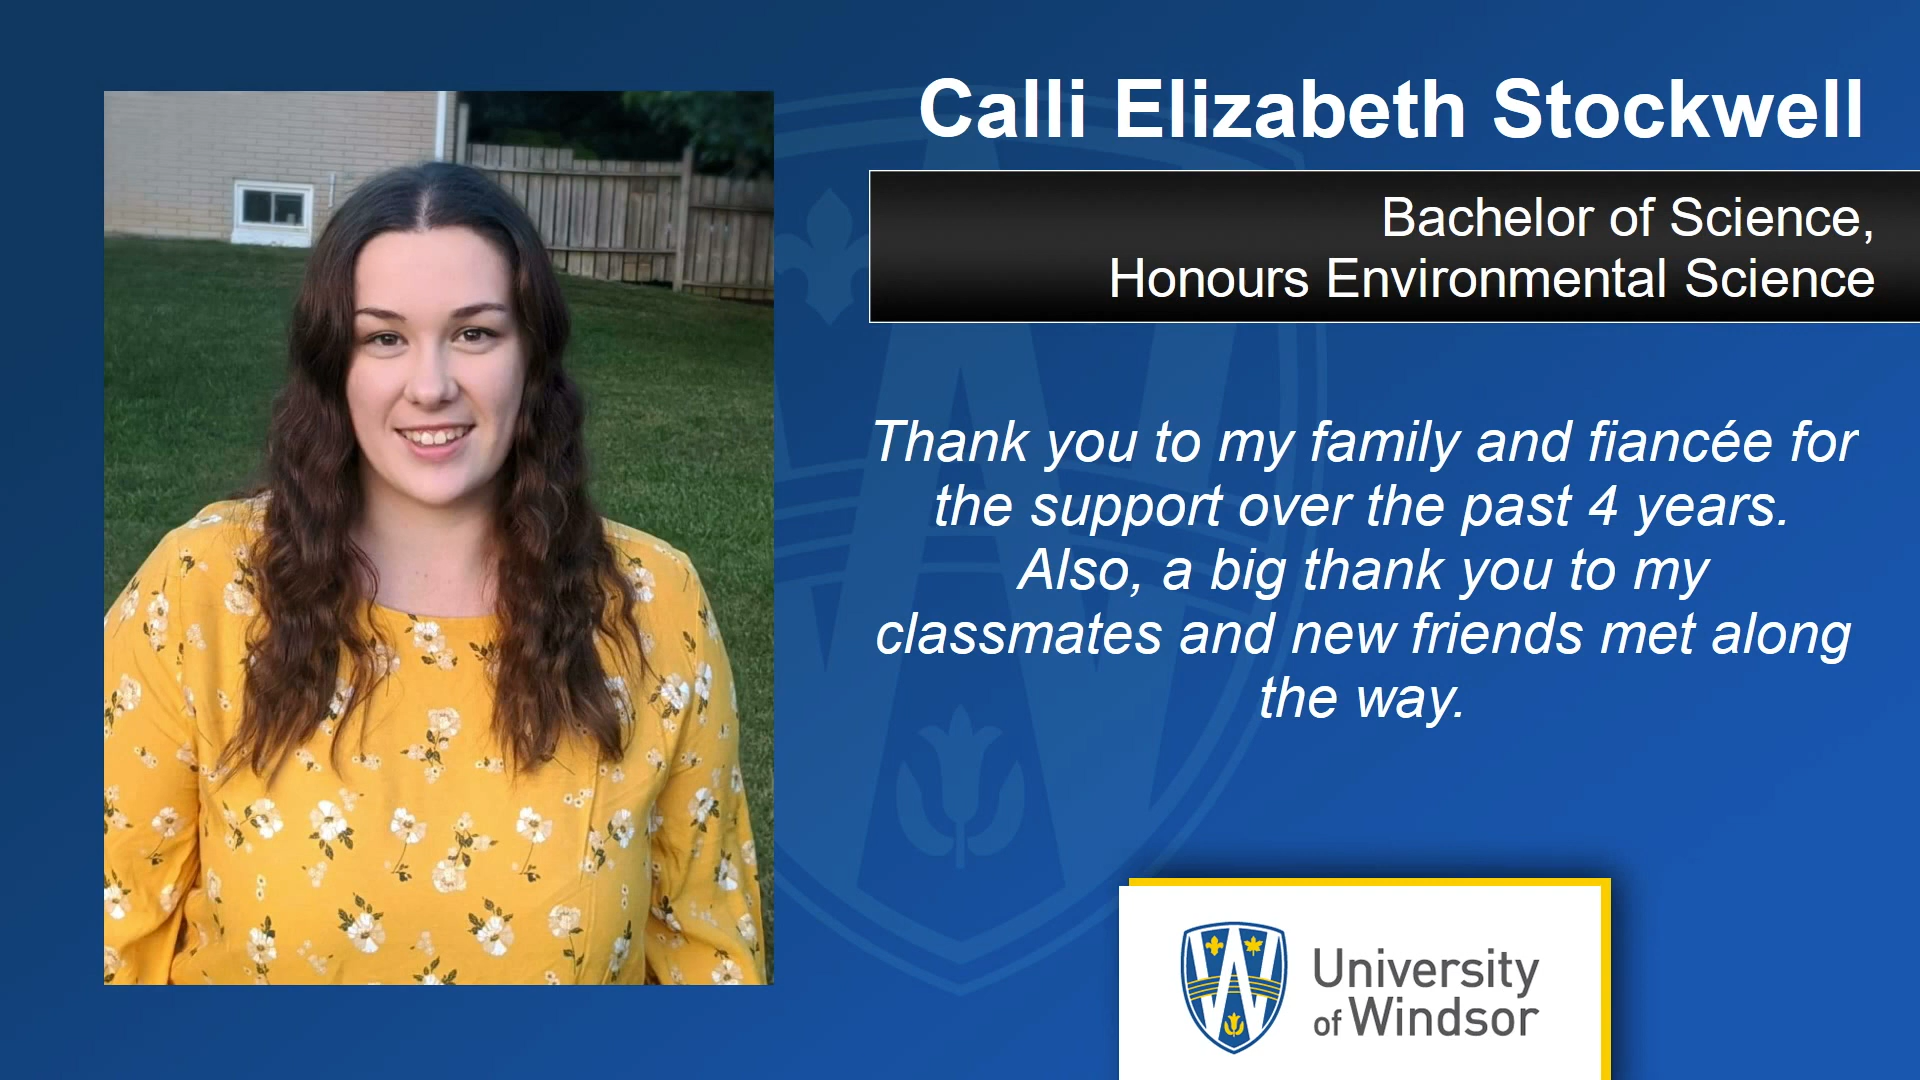 Calli Elizabeth Stockwell
Bachelor of Science,
Honours Environmental Science
Thank you to my family and fiancée for
the support over the past 4 years.
Also, a big thank you to my
classmates and new friends met along
the way.
University
of Windsor